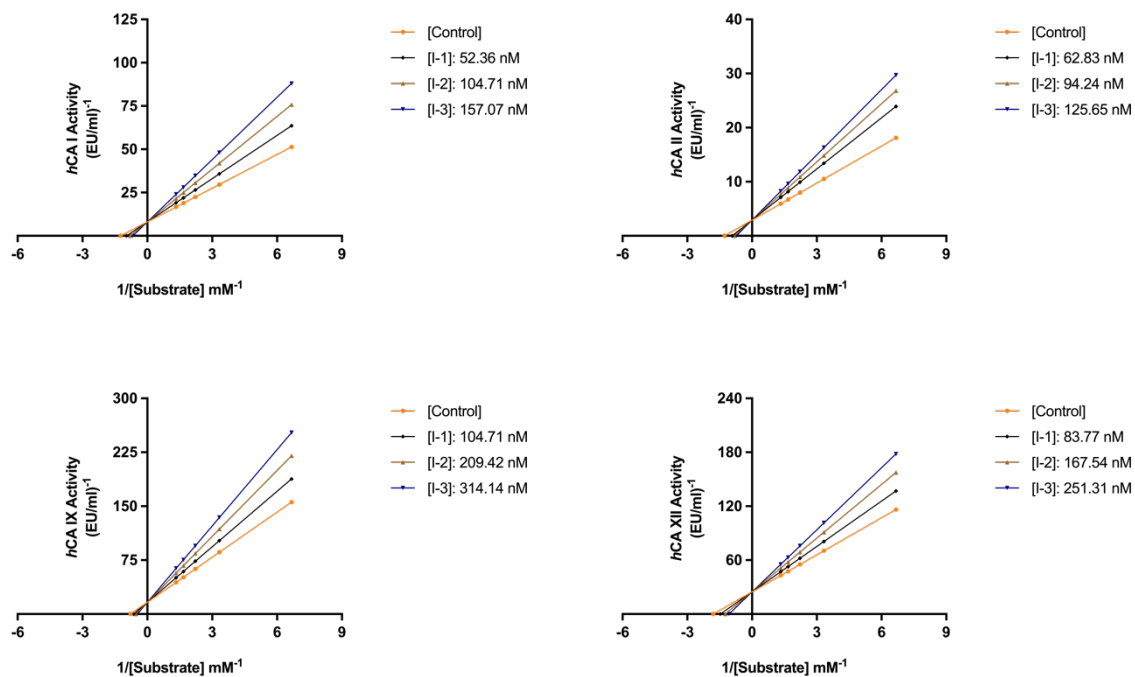 125
100
75
50
25
-6 -3 0 3 6 9
hCA I Activity
(EU/ml)-1
1/[Substrate] mM-1
[Control]
[I-1]: 52.36 nM
[I-2]: 104.71 nM
[I-3]: 157.07 nM
40
30
20
10
-6 -3 0 3 6 9
hCA II Activity
(EU/ml)-1
1/[Substrate] mM-1
[Control]
[I-1]: 62.83 nM
[I-2]: 94.24 nM
[I-3]: 125.65 nM
300
225
150
75
-6 -3 0 3 6 9
hCA IX Activity
(EU/ml)-1
1/[Substrate] mM-1
[Control]
[I-1]: 104.71 nM
[I-2]: 209.42 nM
[I-3]: 314.14 nM
240
180
120
60
-6 -3 0 3 6 9
hCA XII Activity
(EU/ml)-1
1/[Substrate] mM-1
[Control]
[I-1]: 83.77 nM
[I-2]: 167.54 nM
[I-3]: 251.31 nM